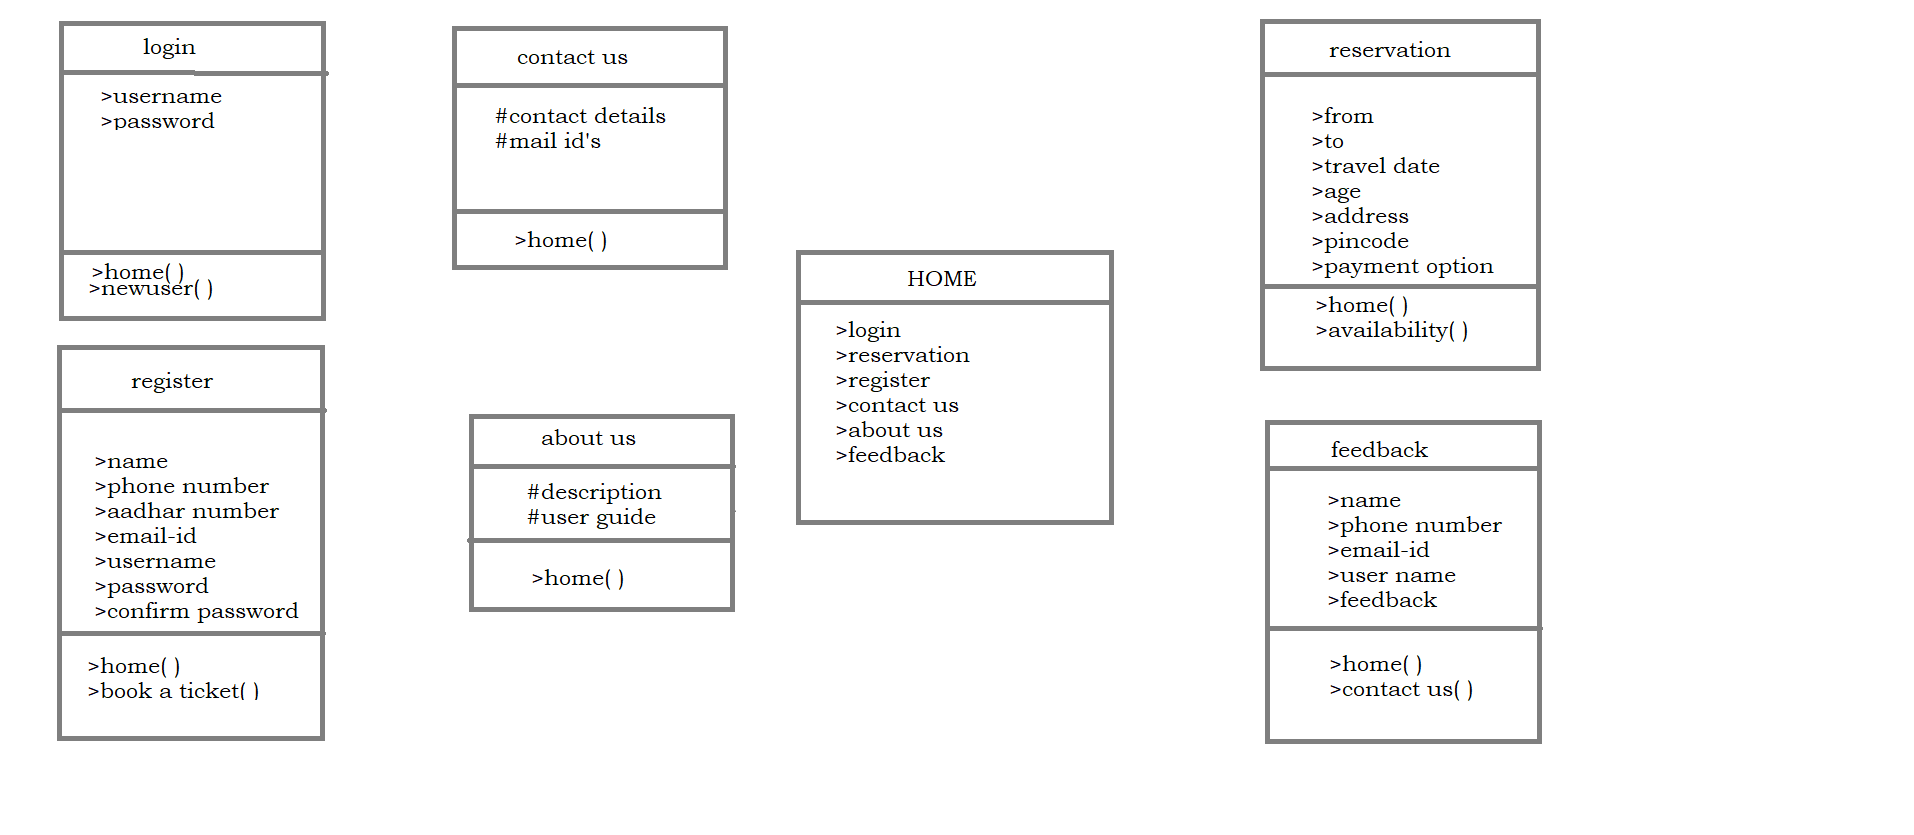 login
>username
>password
>home( )
>newuser( )
register
>name
>phone number
>aadhar number
>email-id
>username
>password
>confirm password
>home( )
>book a ticket( )
contact us
#contact details
#mail id's
>home( )
about us
#description
#user guide
>home( )
HOME
>login
>reservation
>register
>contact us
>about us
>feedback
reservation
>from
>to
>travel date
>age
>address
>pincode
>payment option
>home( )
>availability( )
feedback
>name
>phone number
>email-id
>user name
>feedback
>home( )
>contact us( )